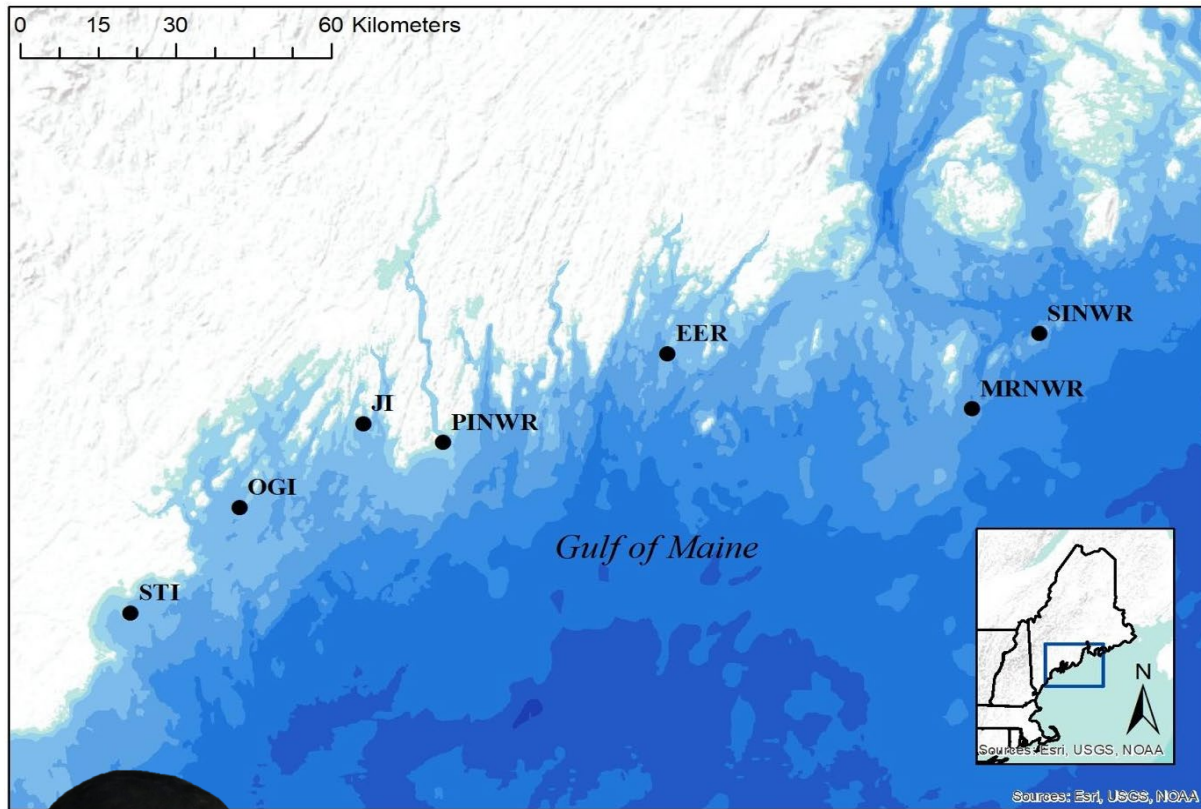 0 15 30 60 Kilometers
SINWR
EER
MRNWR
JI
PINWR
OGI
Gulf of Maine
STI
N
Sources: Esri, USGS, NOAA
Sources: Esri, USGS, NOAA